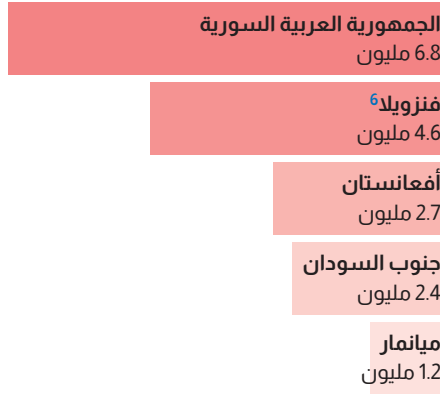 الجمهورية العربية السورية
6.8 مليون
فنزويلا6
4.6 مليون
أفغانستان
2.7 مليون
جنوب السودان
2.4 مليون
ميانمار
1.2 مليون